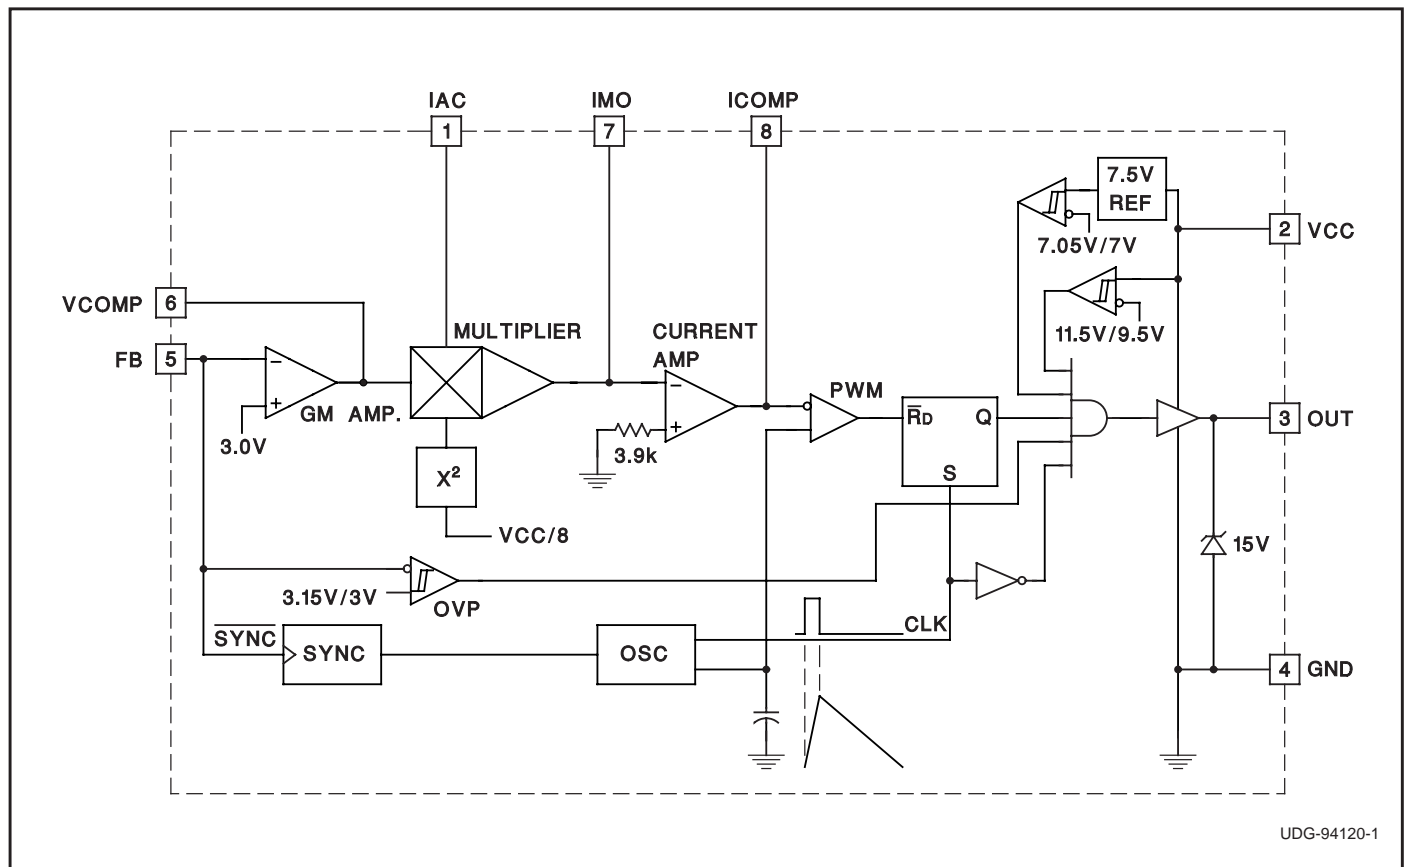 IAC
IMO
ICOMP
1
7
8
7.5V
REF
7.05V/7V
2 VCC
VCOMP 6
11.5V/9.5V
MULTIPLIER
CURRENT
AMP
FB 5
−
−
PWM
+
GM AMP.
3.0V
+
3.9k
R̅D Q
S
3 OUT
X²
VCC/8
15V
3.15V/3V
OVP
S̅Y̅N̅C̅
SYNC
OSC
CLK
4 GND
UDG-94120-1